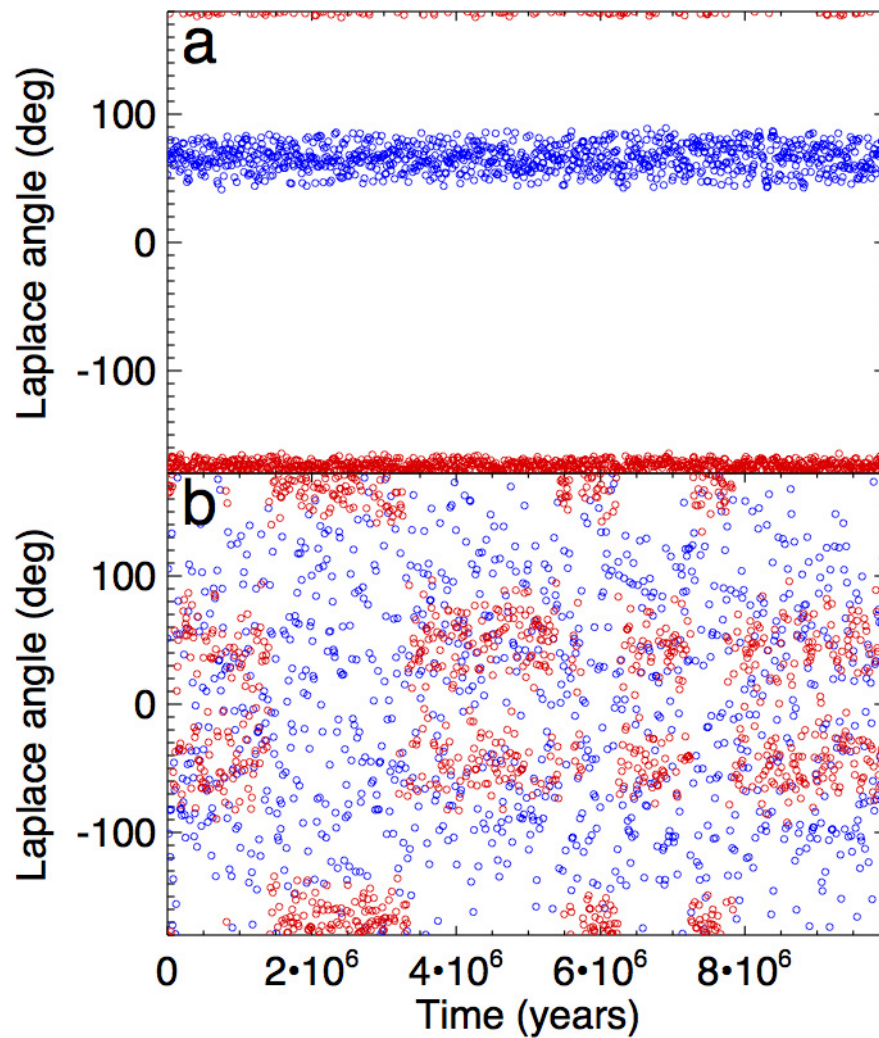 a
Laplace angle (deg)
100
0
-100
b
Laplace angle (deg)
100
0
-100
0
2•10⁶
4•10⁶
6•10⁶
8•10⁶
Time (years)